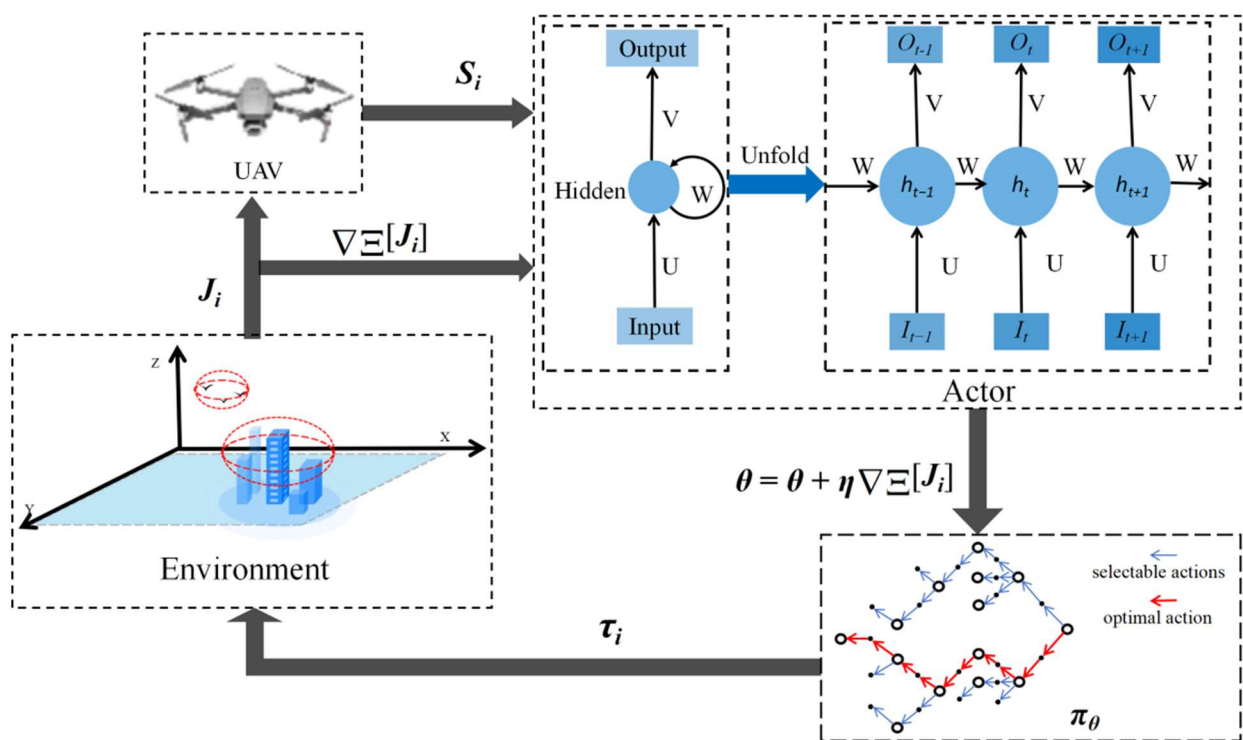 UAV
S_i
∇Ξ[J_i]
J_i
Output
V
Hidden
W
U
Input
Unfold
O_{t-1}
O_t
O_{t+1}
V
V
V
W
W
W
W
h_{t−1}
h_t
h_{t+1}
U
U
U
I_{t−1}
I_t
I_{t+1}
Actor
θ = θ + η∇Ξ[J_i]
z
x
Y
Environment
τ_i
selectable actions
optimal action
π_θ